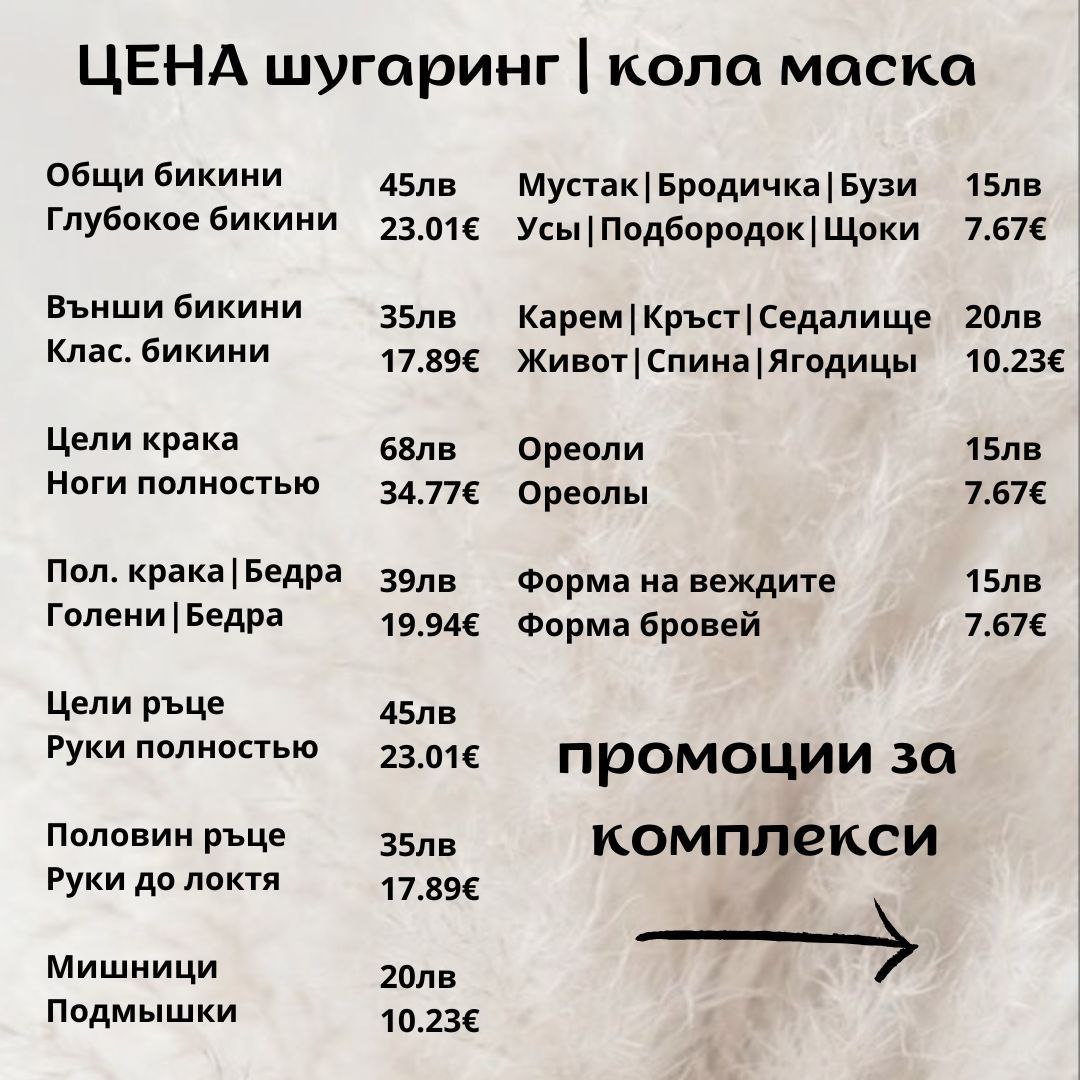 ЦЕНА шугаринг | кола маска
Общи бикини
Глубокое бикини
45лв
23.01€
Външи бикини
Клас. бикини
35лв
17.89€
Цели крака
Ноги полностью
68лв
34.77€
Пол. крака|Бедра
Голени|Бедра
39лв
19.94€
Цели ръце
Руки полностью
45лв
23.01€
Половин ръце
Руки до локтя
35лв
17.89€
Мишници
Подмышки
20лв
10.23€
Мустак|Бродичка|Бузи
Усы|Подбородок|Щоки
15лв
7.67€
Карем|Кръст|Седалище
Живот|Спина|Ягодицы
20лв
10.23€
Ореоли
Ореолы
15лв
7.67€
Форма на веждите
Форма бровей
15лв
7.67€
промоции за
комплекси